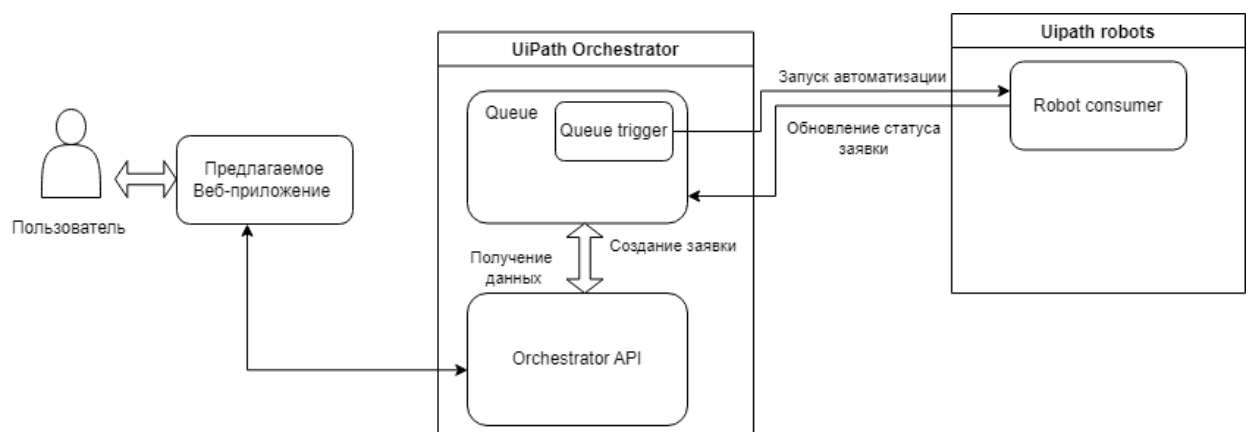 UiPath Orchestrator
Uipath robots
Запуск автоматизации
Queue
Queue trigger
Robot consumer
Обновление статуса
заявки
Предлагаемое
Веб-приложение
Пользователь
Создание заявки
Получение
данных
Orchestrator API